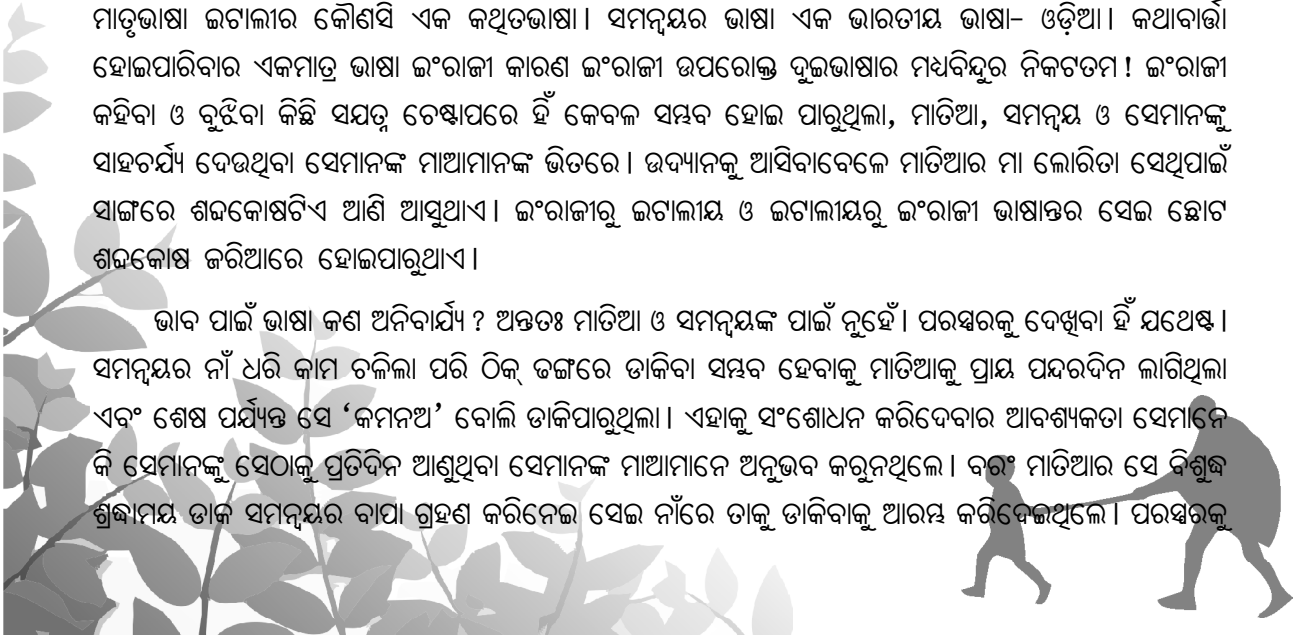 ମାତୃଭାଷା ଇଟାଲୀର କୌଣସି ଏକ କଥିତଭାଷା। ସମନ୍ୱୟର ଭାଷା ଏକ ଭାରତୀୟ ଭାଷା- ଓଡ଼ିଆ। କଥାବାର୍ତ୍ତା
ହୋଇପାରିବାର ଏକମାତ୍ର ଭାଷା ଇଂରାଜୀ କାରଣ ଇଂରାଜୀ ଉପରୋକ୍ତ ଦୁଇଭାଷାର ମଧ୍ୟବିନ୍ଦୁର ନିକଟତମ! ଇଂରାଜୀ
କହିବା ଓ ବୁଝିବା କିଛି ସଯତ୍ନ ଚେଷ୍ଟାପରେ ହିଁ କେବଳ ସମ୍ଭବ ହୋଇ ପାରୁଥିଲା, ମାତିଆ, ସମନ୍ୱୟ ଓ ସେମାନଙ୍କୁ
ସାହଚର୍ଯ୍ୟ ଦେଉଥିବା ସେମାନଙ୍କ ମାଆମାନଙ୍କ ଭିତରେ। ଉଦ୍ୟାନକୁ ଆସିବାବେଳେ ମାତିଆର ମା ଲୋରିତା ସେଥିପାଇଁ
ସାଙ୍ଗରେ ଶବ୍ଦକୋଷଟିଏ ଆଣି ଆସୁଥାଏ। ଇଂରାଜୀରୁ ଇଟାଲୀୟ ଓ ଇଟାଲୀୟରୁ ଇଂରାଜୀ ଭାଷାନ୍ତର ସେଇ ଛୋଟ
ଶବ୍ଦକୋଷ ଜରିଆରେ ହୋଇପାରୁଥାଏ।
ଭାବ ପାଇଁ ଭାଷା କଣ ଅନିବାର୍ଯ୍ୟ? ଅନ୍ତତଃ ମାତିଆ ଓ ସମନ୍ୱୟଙ୍କ ପାଇଁ ନୁହେଁ। ପରସ୍ପରକୁ ଦେଖିବା ହିଁ ଯଥେଷ୍ଟ।
ସମନ୍ୱୟର ନାଁ ଧରି କାମ ଚଳିଲା ପରି ଠିକ୍ ଢଙ୍ଗରେ ଡାକିବା ସମ୍ଭବ ହେବାକୁ ମାତିଆକୁ ପ୍ରାୟ ପନ୍ଦରଦିନ ଲାଗିଥିଲା
ଏବଂ ଶେଷ ପର୍ଯ୍ୟନ୍ତ ସେ ‘କମନଅ’ ବୋଲି ଡାକିପାରୁଥିଲା। ଏହାକୁ ସଂଶୋଧନ କରିଦେବାର ଆବଶ୍ୟକତା ସେମାନେ
କି ସେମାନଙ୍କୁ ସେଠାକୁ ପ୍ରତିଦିନ ଆଣୁଥିବା ସେମାନଙ୍କ ମାଆମାନେ ଅନୁଭବ କରୁନଥିଲେ। ବରଂ ମାତିଆର ସେ ବିଶୁଦ୍ଧ
ଶ୍ରଦ୍ଧାମୟ ଡାକ ସମନ୍ୱୟର ବାପା ଗ୍ରହଣ କରିନେଇ ସେଇ ନାଁରେ ତାକୁ ଡାକିବାକୁ ଆରମ୍ଭ କରିଦେଇଥିଲେ। ପରସ୍ପରକୁ